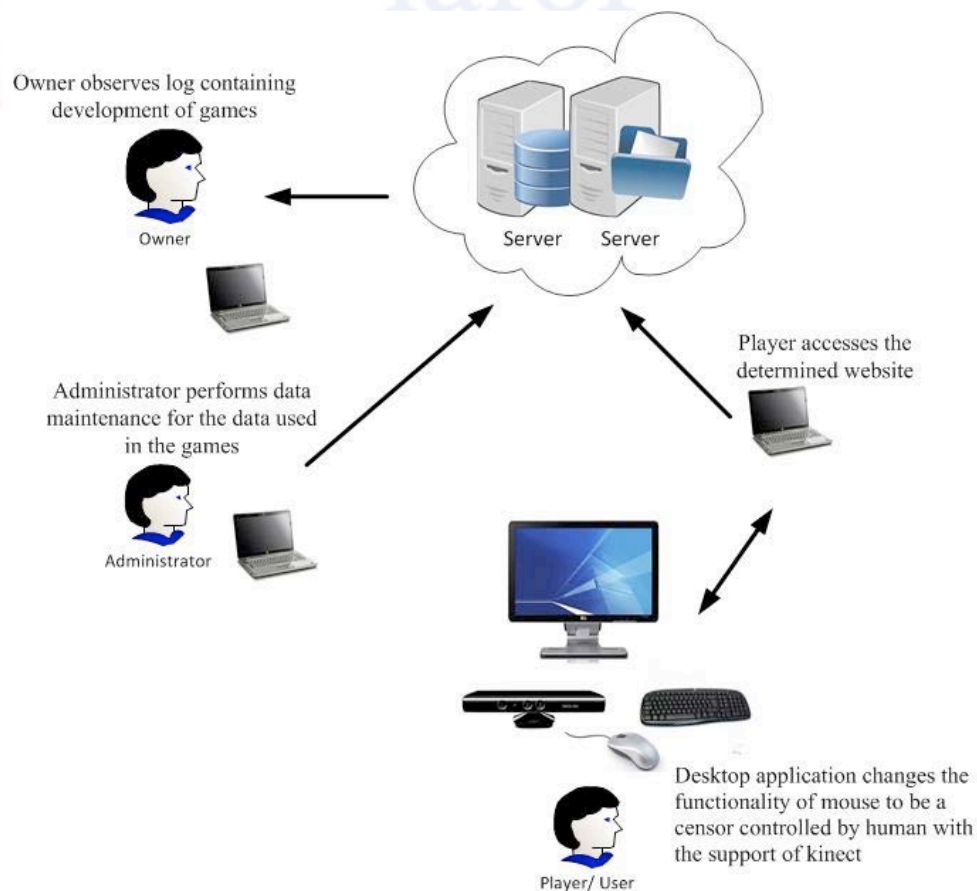 Owner observes log containing
development of games
Owner
Server Server
Player accesses the
determined website
Administrator performs data
maintenance for the data used
in the games
Administrator
Desktop application changes the
functionality of mouse to be a
censor controlled by human with
the support of kinect
Player/ User